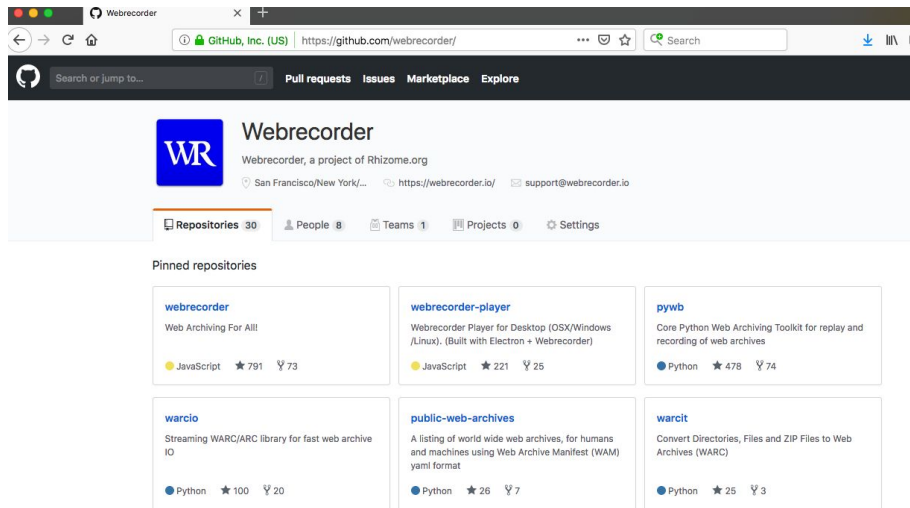 Webrecorder
GitHub, Inc. (US) https://github.com/webrecorder/ Search
Search or jump to... / Pull requests Issues Marketplace Explore
WR
Webrecorder
Webrecorder, a project of Rhizome.org
San Francisco/New York/... https://webrecorder.io/ support@webrecorder.io
Repositories 30 People 8 Teams 1 Projects 0 Settings
Pinned repositories
webrecorder
Web Archiving For All!
JavaScript 791 73
webrecorder-player
Webrecorder Player for Desktop (OSX/Windows
/Linux). (Built with Electron + Webrecorder)
JavaScript 221 25
pywb
Core Python Web Archiving Toolkit for replay and
recording of web archives
Python 478 74
warcio
Streaming WARC/ARC library for fast web archive
IO
Python 100 20
public-web-archives
A listing of world wide web archives, for humans
and machines using Web Archive Manifest (WAM)
yaml format
Python 26 7
warcit
Convert Directories, Files and ZIP Files to Web
Archives (WARC)
Python 25 3